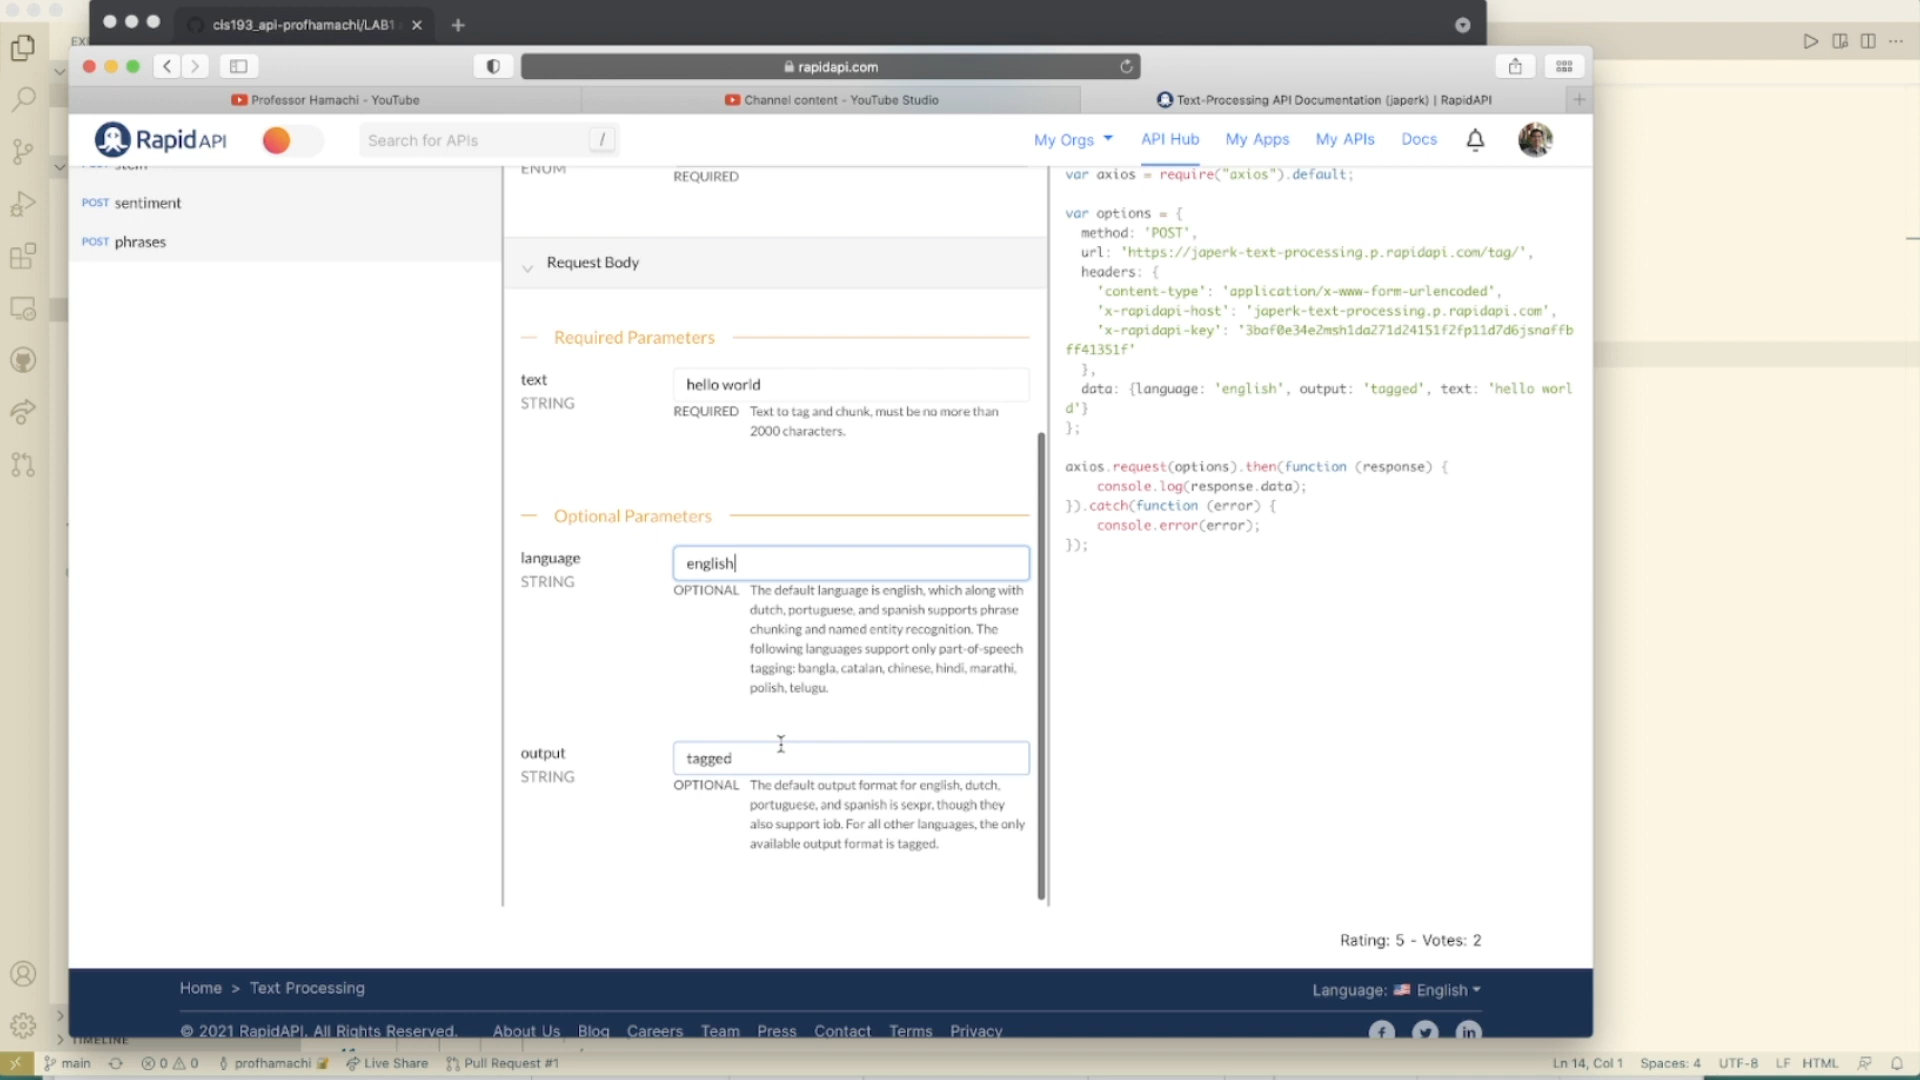 cis193_api-profhamachi/LAB1
rapidapi.com
Professor Hamachi - YouTube
Channel content - YouTube Studio
Text-Processing API Documentation (japerk) | RapidAPI
Rapid API
Search for APIs
/
My Orgs
API Hub
My Apps
My APIs
Docs
POST stem
POST sentiment
POST phrases
ENUM
REQUIRED
Request Body
Required Parameters
text
STRING
hello world
REQUIRED Text to tag and chunk, must be no more than
2000 characters.
Optional Parameters
language
STRING
english
OPTIONAL The default language is english, which along with
dutch, portuguese, and spanish supports phrase
chunking and named entity recognition. The
following languages support only part-of-speech
tagging: bangla, catalan, chinese, hindi, marathi,
polish, telugu.
output
STRING
tagged
OPTIONAL The default output format for english, dutch,
portuguese, and spanish is sexpr, though they
also support iob. For all other languages, the only
available output format is tagged.
var axios = require("axios").default;
var options = {
method: 'POST',
url: 'https://japerk-text-processing.p.rapidapi.com/tag/',
headers: {
'content-type': 'application/x-www-form-urlencoded',
'x-rapidapi-host': 'japerk-text-processing.p.rapidapi.com',
'x-rapidapi-key': '3baf0e34e2msh1da271d24151f2fp11d7d6jsnaffb
ff41351f'
},
data: {language: 'english', output: 'tagged', text: 'hello worl
d'}
};
axios.request(options).then(function (response) {
console.log(response.data);
}).catch(function (error) {
console.error(error);
});
Rating: 5 - Votes: 2
Home > Text Processing
Language: English
© 2021 RapidAPI. All Rights Reserved.
About Us
Blog
Careers
Team
Press
Contact
Terms
Privacy
TIMELINE
main
0
0
profhamachi
Live Share
Pull Request #1
Ln 14, Col 1
Spaces: 4
UTF-8
LF
HTML